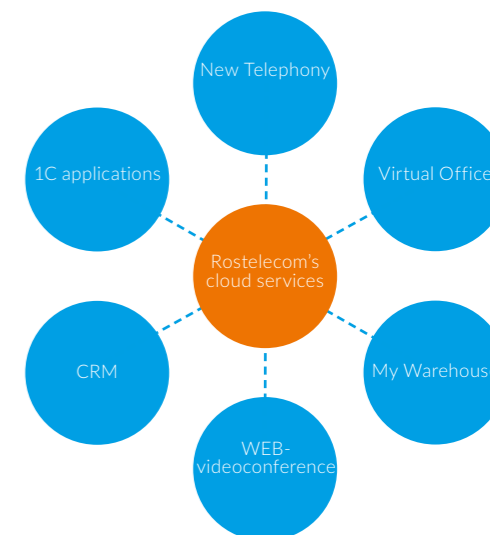 New Telephony
1C applications
Virtual Office
Rostelecom's
cloud services
CRM
My Warehous
WEB-
videoconference